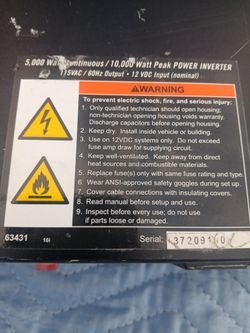 5,000 Watt Continuous / 10,000 Watt Peak POWER INVERTER
115VAC / 60Hz Output • 12 VDC Input (nominal)
WARNING
To prevent electric shock, fire, and serious injury:
1. Only qualified technician should open housing;
non-technician opening housing voids warranty.
Discharge capacitors before opening housing.
2. Keep dry. Install inside vehicle or building.
3. Use on 12VDC systems only. Do not exceed
fuse amp draw for supplying circuit.
4. Keep well-ventilated. Keep away from direct
heat sources and combustible materials.
5. Replace fuse(s) only with same fuse rating and type.
6. Wear ANSI-approved safety goggles during set up.
7. Cover cable connections with insulating covers.
8. Read manual before setup and use.
9. Inspect before every use; do not use
if parts loose or damaged.
63431 16i Serial: